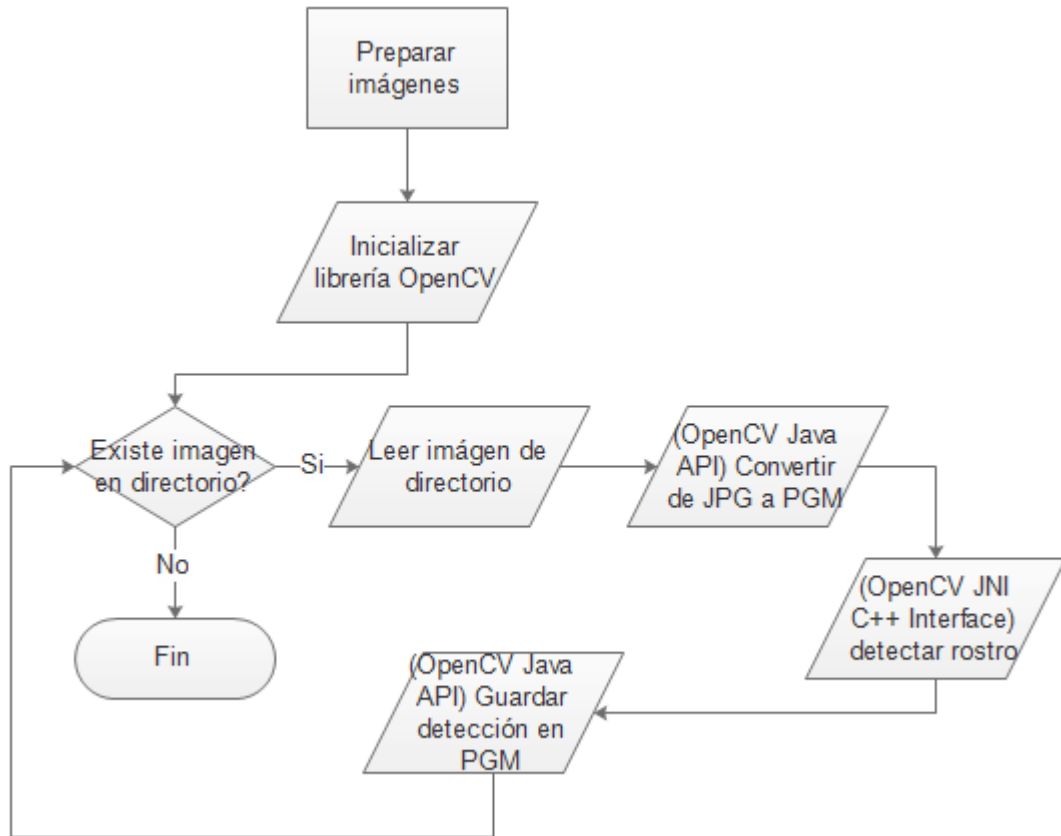 Preparar
imágenes
Inicializar
librería OpenCV
Existe imagen
en directorio?
Si
Leer imágen de
directorio
(OpenCV Java
API) Convertir
de JPG a PGM
(OpenCV JNI
C++ Interface)
detectar rostro
(OpenCV Java
API) Guardar
detección en
PGM
No
Fin